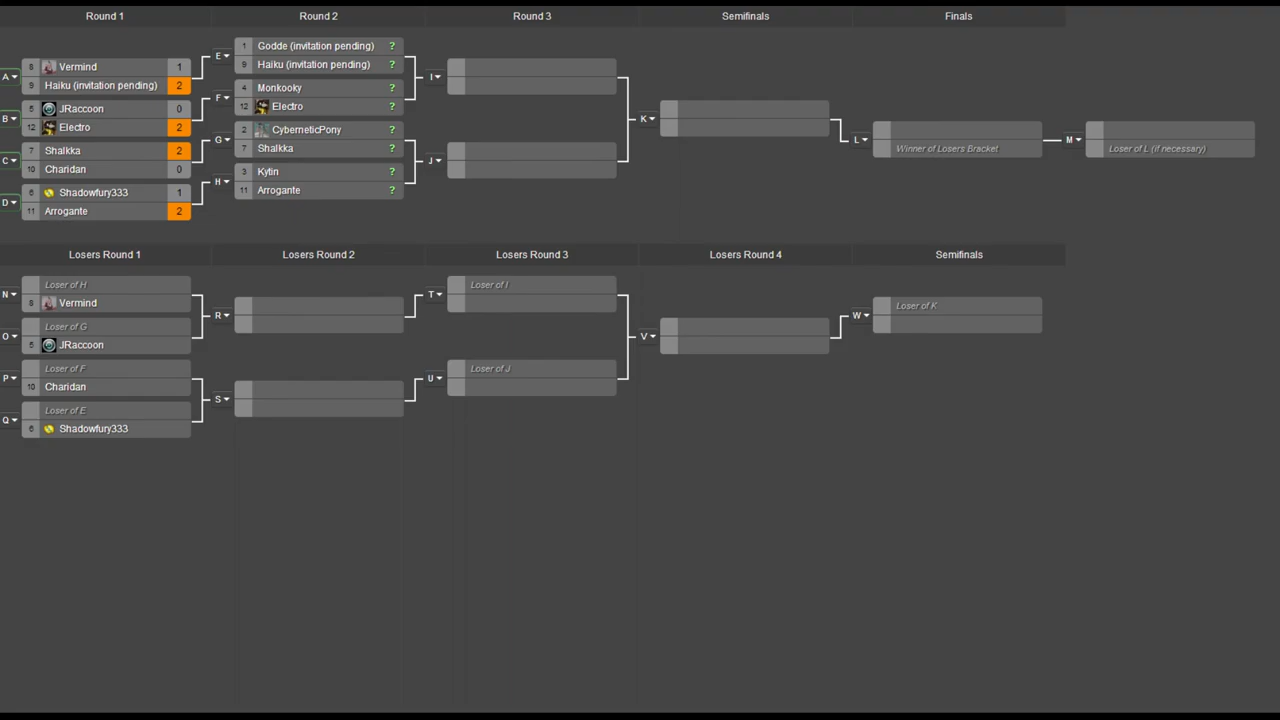 Round 1
Round 2
Round 3
Semifinals
Finals
A
8 Vermind 1
9 Haiku (invitation pending) 2
B
5 JRaccoon 0
12 Electro 2
C
7 Shalkka 2
10 Charidan 0
D
6 Shadowfury333 1
11 Arrogante 2
E
1 Godde (invitation pending) ?
9 Haiku (invitation pending) ?
F
4 Monkooky ?
12 Electro ?
G
2 CyberneticPony ?
7 Shalkka ?
H
3 Kytin ?
11 Arrogante ?
I
J
K
L
Winner of Losers Bracket
M
Loser of L (if necessary)
Losers Round 1
Losers Round 2
Losers Round 3
Losers Round 4
Semifinals
N
Loser of H
8 Vermind
O
Loser of G
5 JRaccoon
P
Loser of F
10 Charidan
Q
Loser of E
6 Shadowfury333
R
S
T
Loser of I
U
Loser of J
V
W
Loser of K